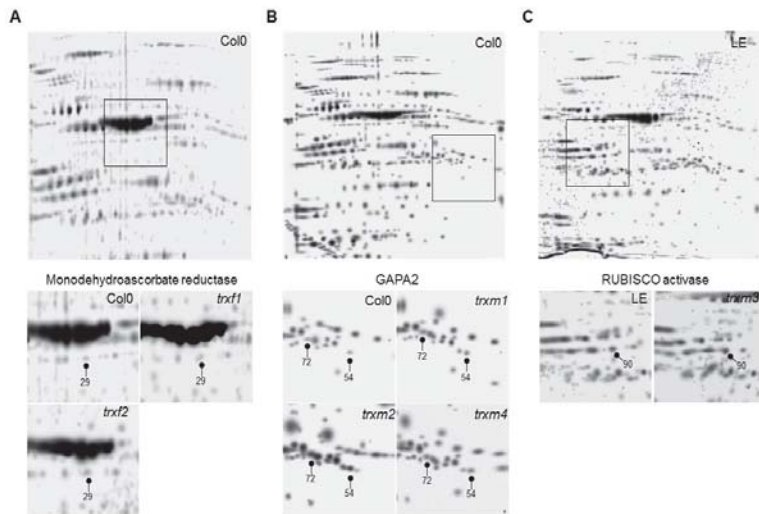 A
B
C
Col0
Col0
LE
Monodehydroascorbate reductase
Col0
trxf1
29
29
trxf2
29
GAPA2
Col0
trxm1
72
54
72
54
trxm2
trxm4
72
54
72
54
RUBISCO activase
LE
trxm3
90
90